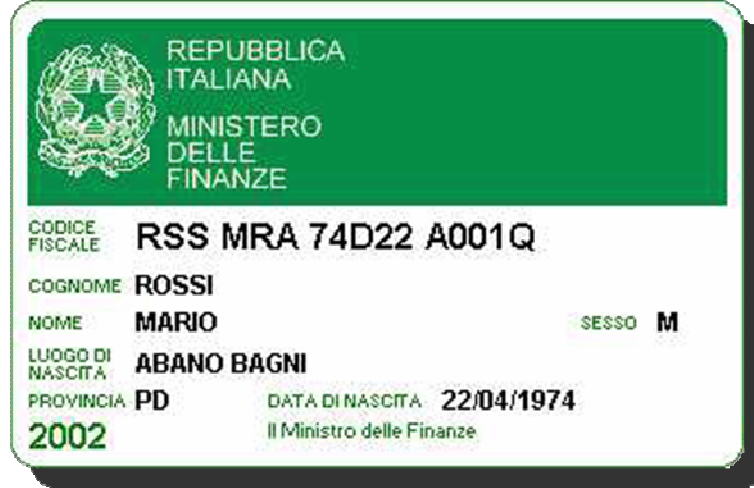 REPUBBLICA
ITALIANA
MINISTERO
DELLE
FINANZE
CODICE
FISCALE RSS MRA 74D22 A001Q
COGNOME ROSSI
NOME MARIO SESSO M
LUOGO DI
NASCITA ABANO BAGNI
PROVINCIA PD DATA DI NASCITA 22/04/1974
2002 Il Ministro delle Finanze